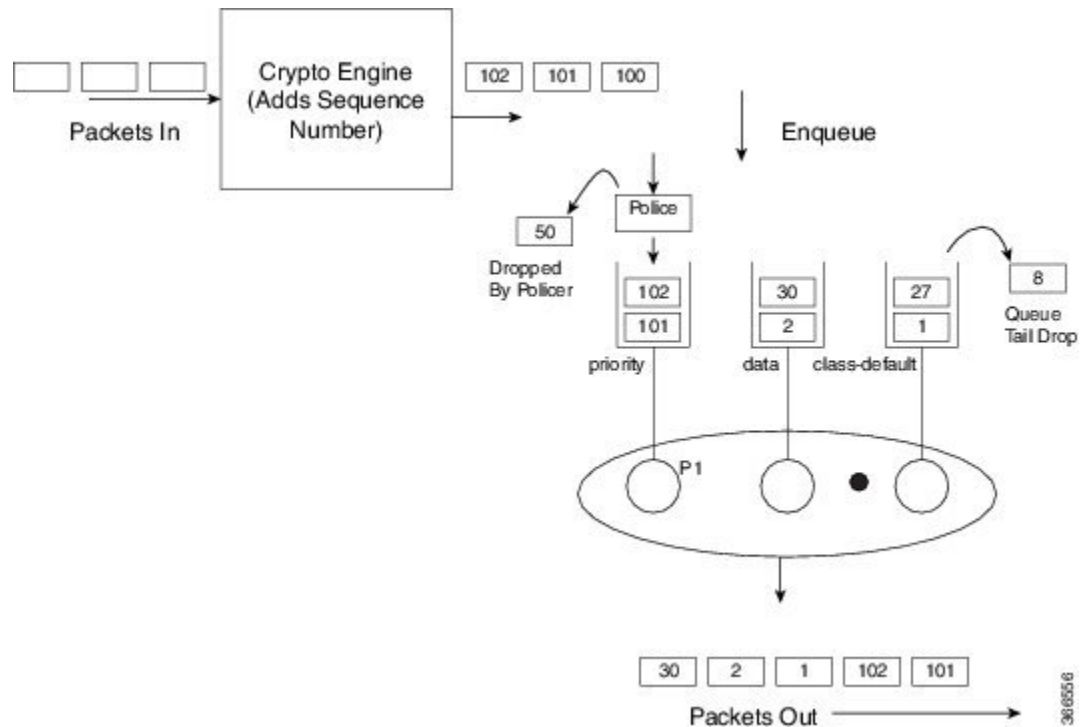 Crypto Engine
(Adds Sequence
Number)
102 101 100
Packets In
Enqueue
Police
50
Dropped
By Policer
102 30 27
101 2 1
8
Queue
Tail Drop
priority data class-default
P1
30 2 1 102 101
Packets Out
366556